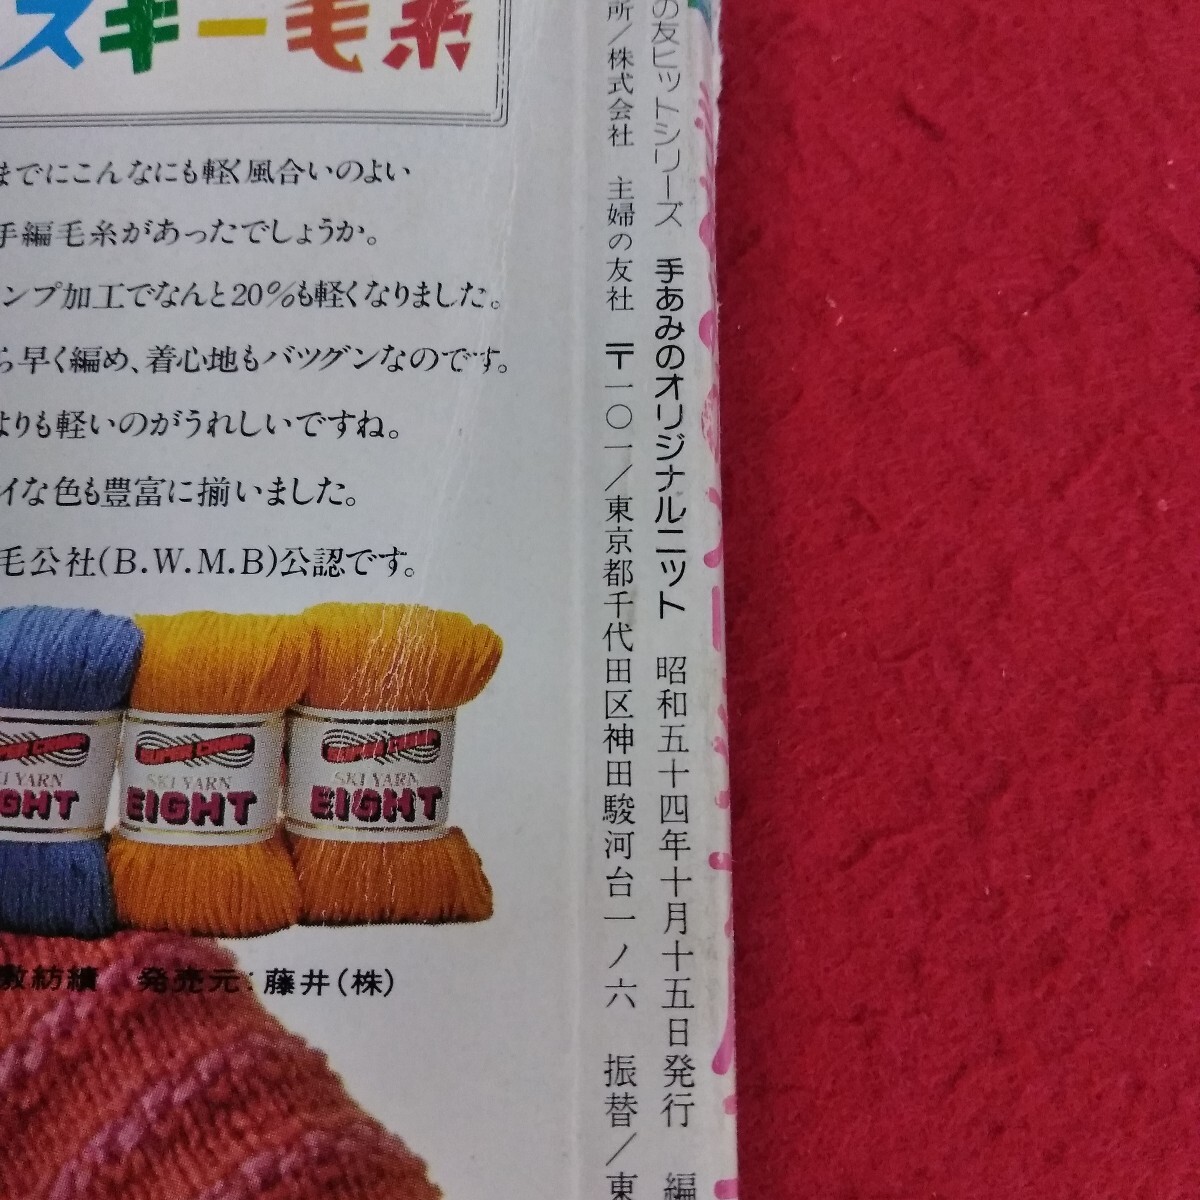 スキー毛糸
までにこんなにも軽く風合いのよい
手編毛糸があったでしょうか。
ンプ加工でなんと20%も軽くなりました。
ら早く編め、着心地もバツグンなのです。
よりも軽いのがうれしいですね。
イな色も豊富に揃いました。
毛公社(B.W.M.B)公認です。
SUPER CRIMP
SKI YARN
EIGHT
SUPER CRIMP
SKI YARN
EIGHT
SUPER CRIMP
SKI YARN
EIGHT
敷紡績 発売元:藤井(株)
の友ヒットシリーズ 手あみのオリジナルニット 昭和五十四年十月十五日発行 編
所/株式会社 主婦の友社 〒一〇一/東京都千代田区神田駿河台一ノ六 振替/東